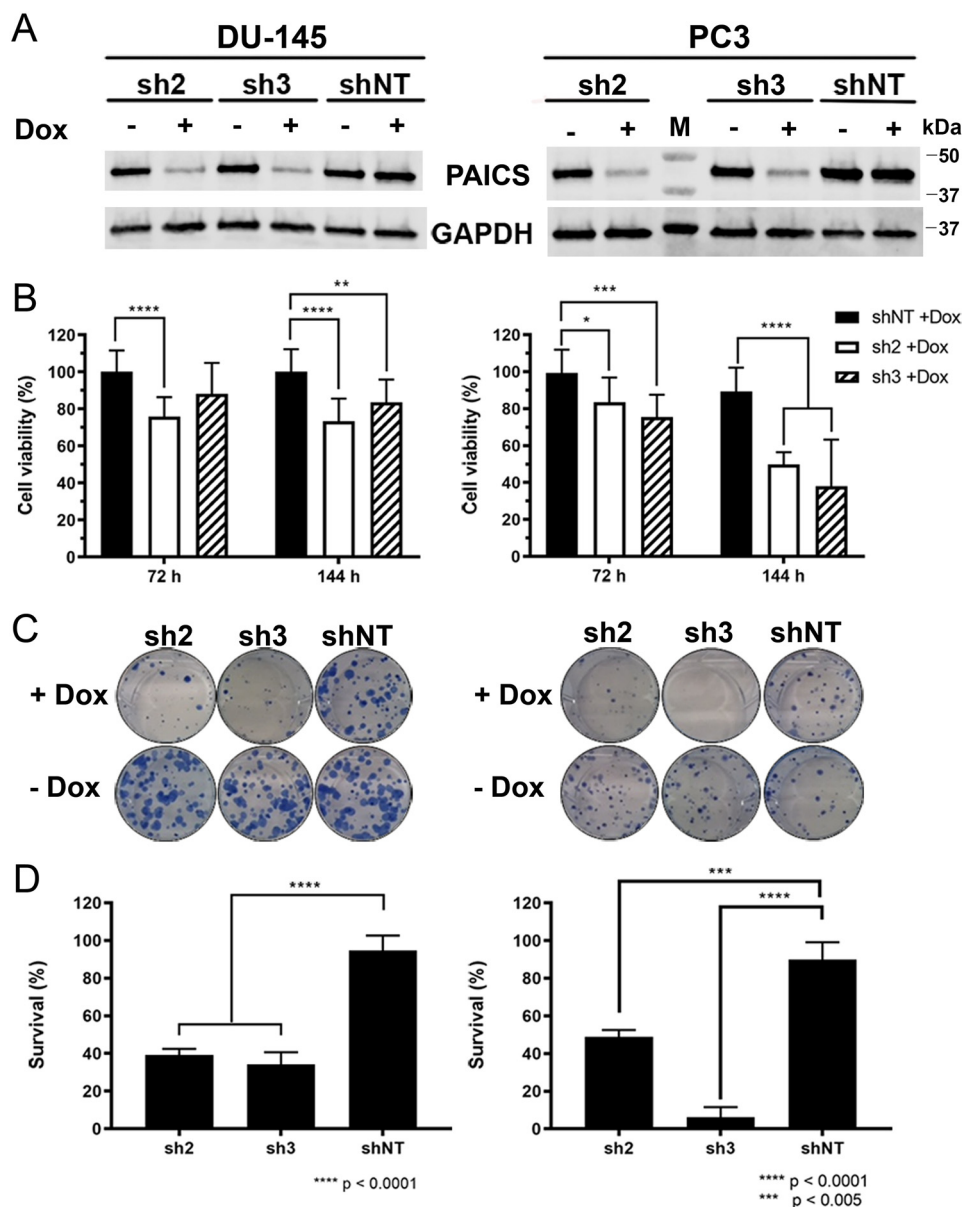 A
DU-145
PC3
sh2 sh3 shNT
sh2 sh3 shNT
Dox - + - + - +
- + M - + - + kDa
PAICS
50
37
GAPDH
37
B
**
****
****
***
*
****
shNT +Dox
sh2 +Dox
sh3 +Dox
Cell viability (%)
120
100
80
60
40
20
0
72 h 144 h
Cell viability (%)
120
100
80
60
40
20
0
72 h 144 h
C
sh2 sh3 shNT
sh2 sh3 shNT
+ Dox
+ Dox
- Dox
- Dox
D
****
***
****
Survival (%)
120
100
80
60
40
20
0
sh2 sh3 shNT
Survival (%)
120
100
80
60
40
20
0
sh2 sh3 shNT
**** p < 0.0001
**** p < 0.0001
*** p < 0.005